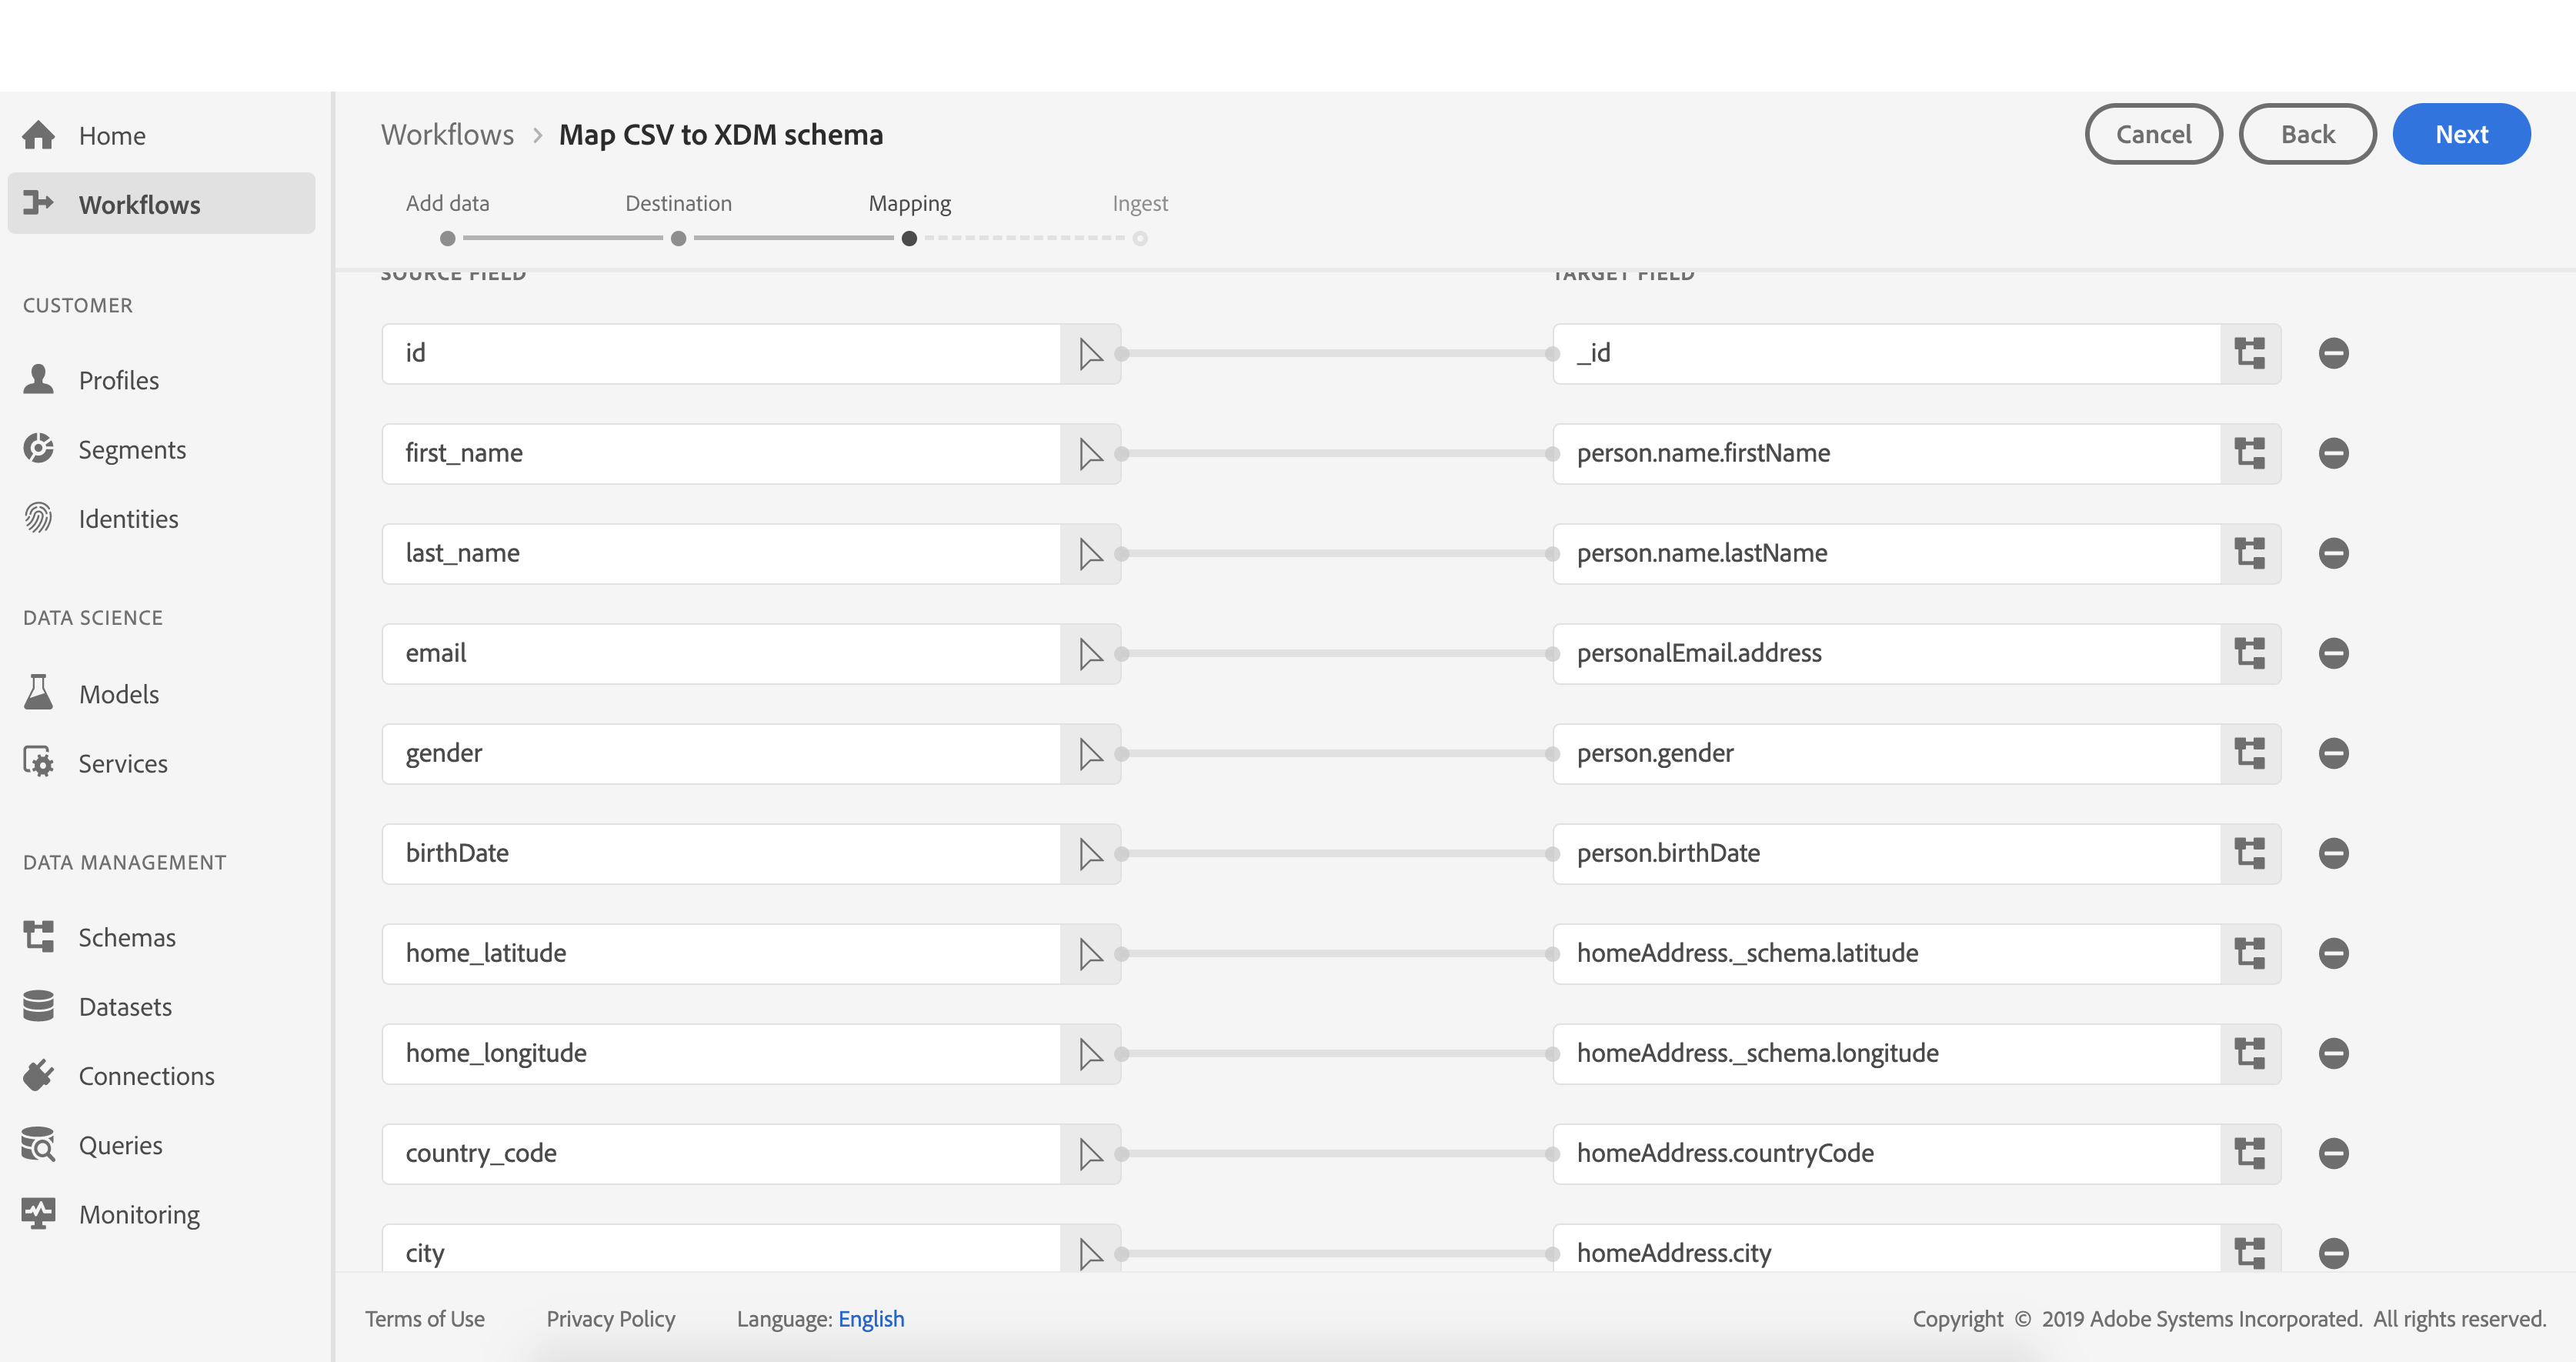 Home
Workflows
CUSTOMER
Profiles
Segments
Identities
DATA SCIENCE
Models
Services
DATA MANAGEMENT
Schemas
Datasets
Connections
Queries
Monitoring
Workflows > Map CSV to XDM schema
Cancel Back Next
Add data Destination Mapping Ingest
SOURCE FIELD TARGET FIELD
id _id
first_name person.name.firstName
last_name person.name.lastName
email personalEmail.address
gender person.gender
birthDate person.birthDate
home_latitude homeAddress._schema.latitude
home_longitude homeAddress._schema.longitude
country_code homeAddress.countryCode
city homeAddress.city
Terms of Use Privacy Policy Language: English Copyright © 2019 Adobe Systems Incorporated. All rights reserved.